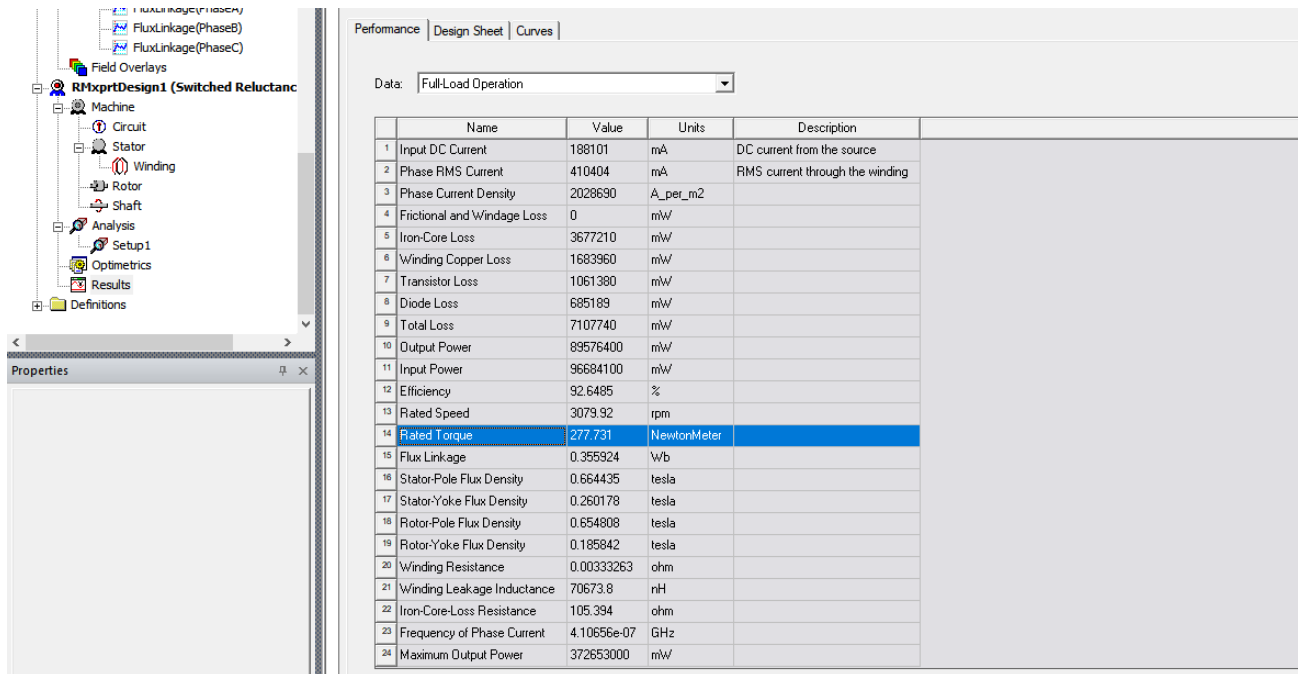 FluxLinkage(PhaseA)
FluxLinkage(PhaseB)
FluxLinkage(PhaseC)
Field Overlays
RMxprtDesign1 (Switched Reluctanc
Machine
Circuit
Stator
Winding
Rotor
Shaft
Analysis
Setup1
Optimetrics
Results
Definitions
Properties
Performance Design Sheet Curves
Data: Full-Load Operation
Name Value Units Description
1 Input DC Current 188101 mA DC current from the source
2 Phase RMS Current 410404 mA RMS current through the winding
3 Phase Current Density 2028690 A_per_m2
4 Frictional and Windage Loss 0 mW
5 Iron-Core Loss 3677210 mW
6 Winding Copper Loss 1683960 mW
7 Transistor Loss 1061380 mW
8 Diode Loss 685189 mW
9 Total Loss 7107740 mW
10 Output Power 89576400 mW
11 Input Power 96684100 mW
12 Efficiency 92.6485 %
13 Rated Speed 3079.92 rpm
14 Rated Torque 277.731 NewtonMeter
15 Flux Linkage 0.355924 Wb
16 Stator-Pole Flux Density 0.664435 tesla
17 Stator-Yoke Flux Density 0.260178 tesla
18 Rotor-Pole Flux Density 0.654808 tesla
19 Rotor-Yoke Flux Density 0.185842 tesla
20 Winding Resistance 0.00333263 ohm
21 Winding Leakage Inductance 70673.8 nH
22 Iron-Core-Loss Resistance 105.394 ohm
23 Frequency of Phase Current 4.10656e-07 GHz
24 Maximum Output Power 372653000 mW